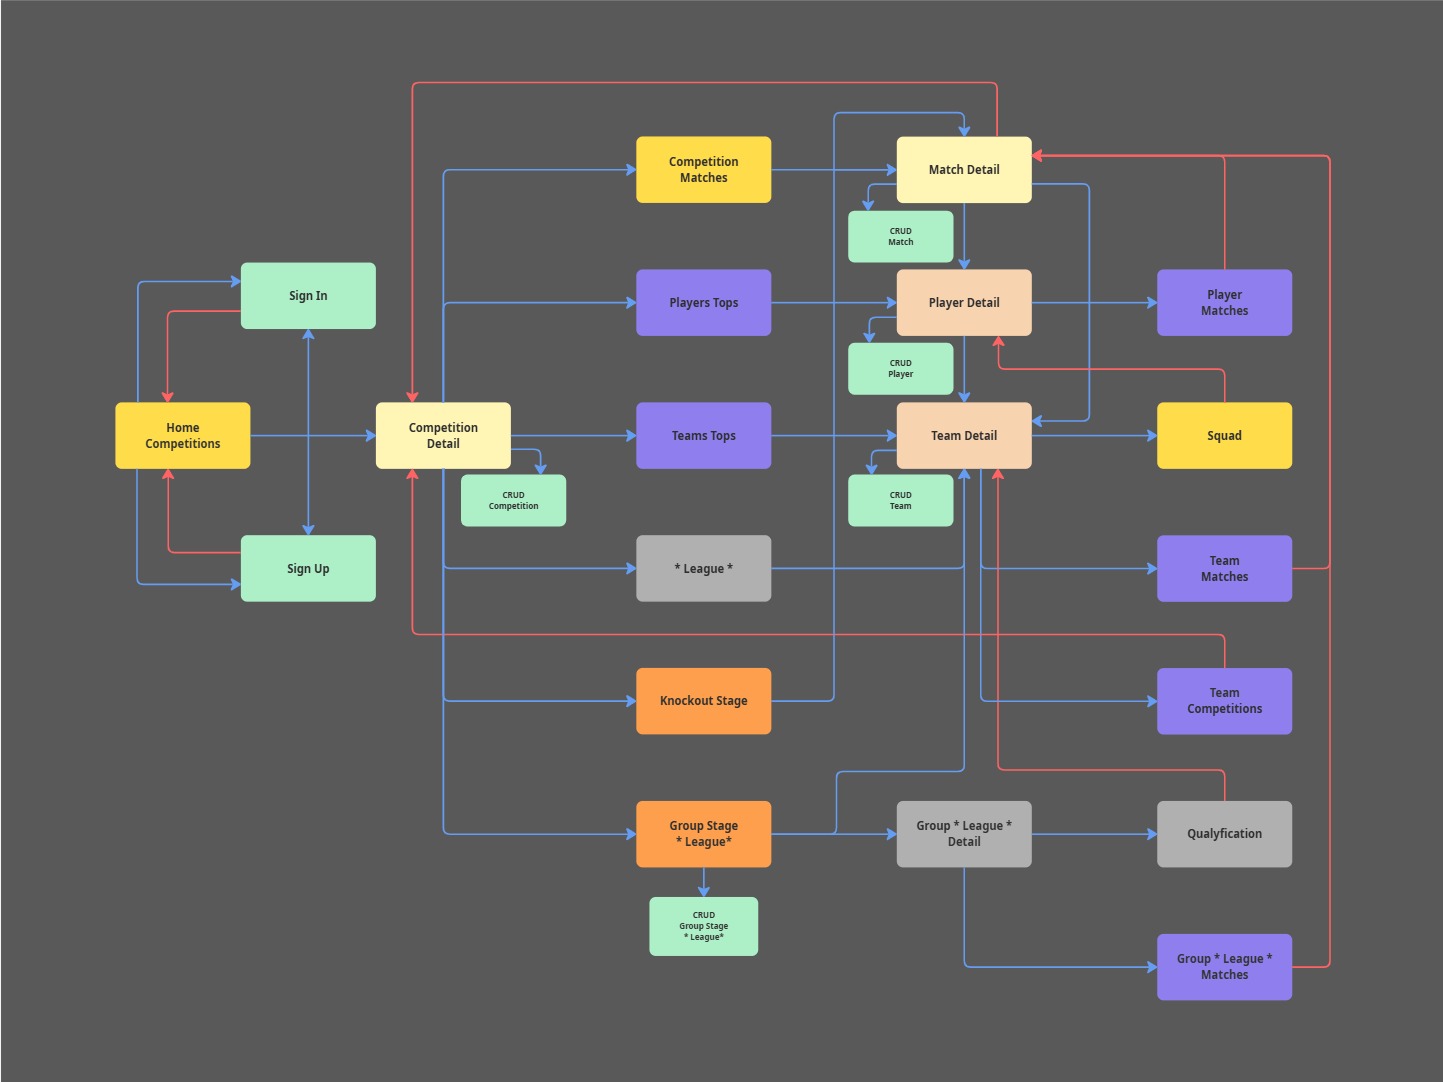 Competition
Matches
Match Detail
CRUD
Match
Sign In
Players Tops
Player Detail
Player
Matches
CRUD
Player
Home
Competitions
Competition
Detail
Teams Tops
Team Detail
Squad
CRUD
Competition
CRUD
Team
Sign Up
* League *
Team
Matches
Knockout Stage
Team
Competitions
Group Stage
* League*
Group * League *
Detail
Qualyfication
CRUD
Group Stage
* League*
Group * League *
Matches